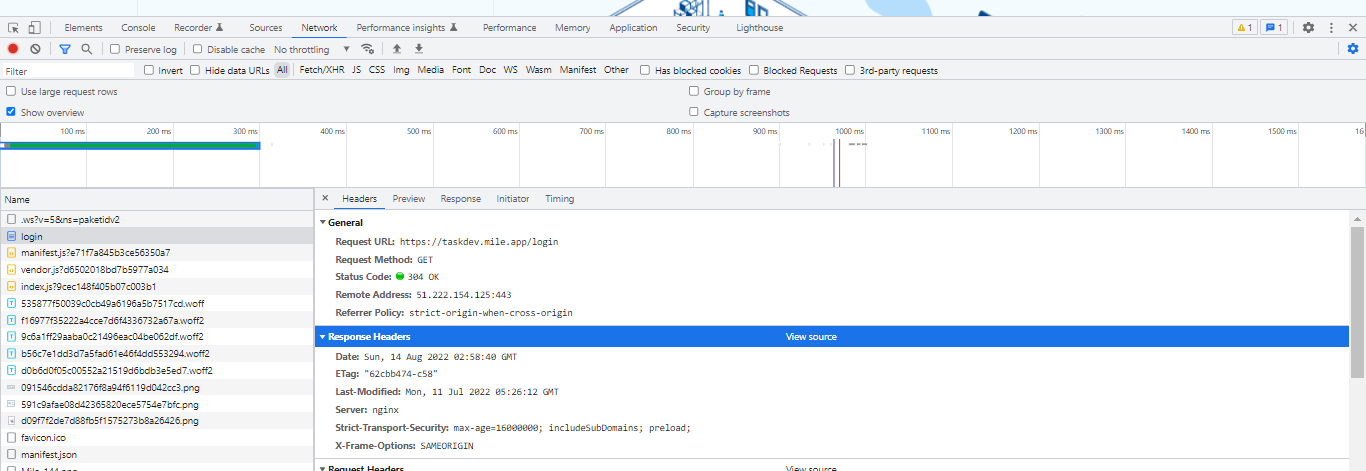 Elements Console Recorder Sources Network Performance insights Performance Memory Application Security Lighthouse 1 1
Preserve log Disable cache No throttling
Filter Invert Hide data URLs All Fetch/XHR JS CSS Img Media Font Doc WS Wasm Manifest Other Has blocked cookies Blocked Requests 3rd-party requests
Use large request rows Group by frame
Show overview Capture screenshots
100 ms 200 ms 300 ms 400 ms 500 ms 600 ms 700 ms 800 ms 900 ms 1000 ms 1100 ms 1200 ms 1300 ms 1400 ms 1500 ms 16
Name
.ws?v=5&ns=paketidv2
login
manifest.js?e71f7a845b3ce56350a7
vendor.js?d6502018bd7b5977a034
index.js?9cec148f405b07c003b1
535877f50039c0cb49a6196a5b7517cd.woff
f16977f35222a4cce7d6f4336732a67a.woff2
9c6a1ff29aaba0c21496eac04be062df.woff2
b56c7e1dd3d7a5fad61e46f4dd553294.woff2
d0b6d0f05c00552a21519d6bdb3e5ed7.woff2
091546cdda82176f8a94f6119d042cc3.png
591c9afae08d42365820ece5754e7bfc.png
d09f7f2de7d88fb5f1575273b8a26426.png
favicon.ico
manifest.json
Mile-144.png
Headers Preview Response Initiator Timing
General
Request URL: https://taskdev.mile.app/login
Request Method: GET
Status Code: 304 OK
Remote Address: 51.222.154.125:443
Referrer Policy: strict-origin-when-cross-origin
Response Headers View source
Date: Sun, 14 Aug 2022 02:58:40 GMT
ETag: "62cbb474-c58"
Last-Modified: Mon, 11 Jul 2022 05:26:12 GMT
Server: nginx
Strict-Transport-Security: max-age=16000000; includeSubDomains; preload;
X-Frame-Options: SAMEORIGIN
Request Headers View source